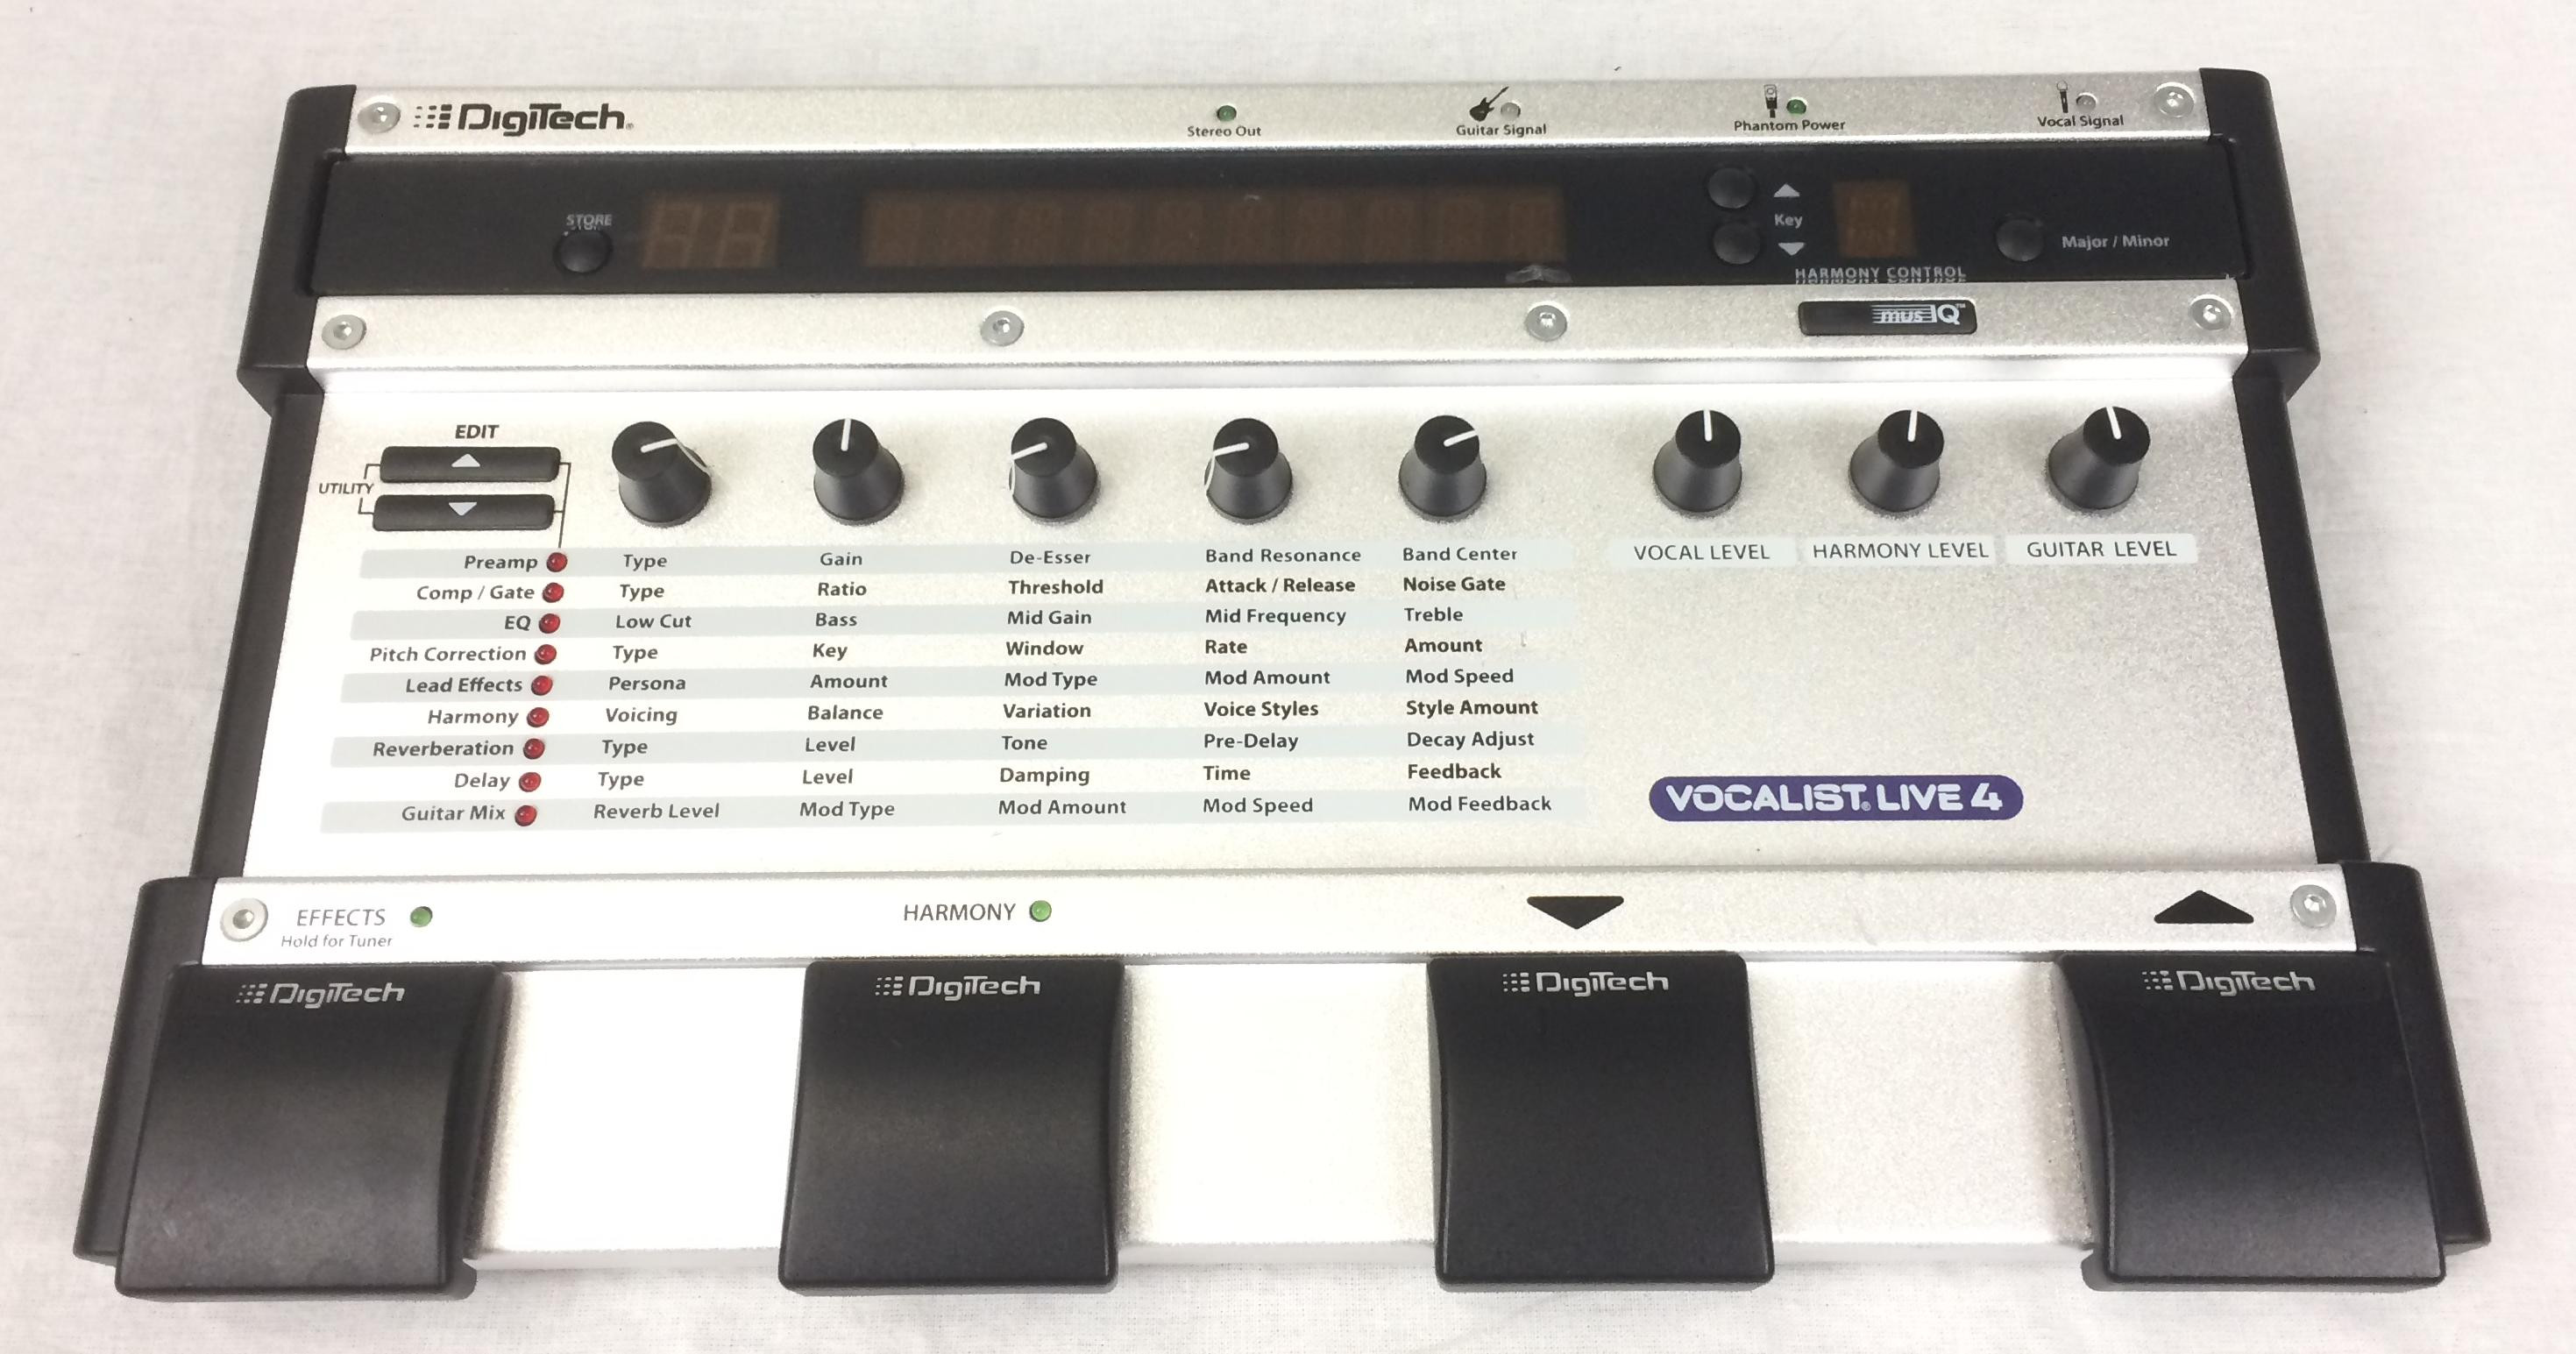 DigiTech®
Stereo Out
Guitar Signal
Phantom Power
Vocal Signal
STORE
Key
HARMONY CONTROL
Major / Minor
musIQ™
EDIT
UTILITY
VOCAL LEVEL HARMONY LEVEL GUITAR LEVEL
Preamp Type Gain De-Esser Band Resonance Band Center
Comp / Gate Type Ratio Threshold Attack / Release Noise Gate
EQ Low Cut Bass Mid Gain Mid Frequency Treble
Pitch Correction Type Key Window Rate Amount
Lead Effects Persona Amount Mod Type Mod Amount Mod Speed
Harmony Voicing Balance Variation Voice Styles Style Amount
Reverberation Type Level Tone Pre-Delay Decay Adjust
Delay Type Level Damping Time Feedback
Guitar Mix Reverb Level Mod Type Mod Amount Mod Speed Mod Feedback
VOCALIST® LIVE 4
EFFECTS
Hold for Tuner
HARMONY
DigiTech
DigiTech
DigiTech
DigiTech